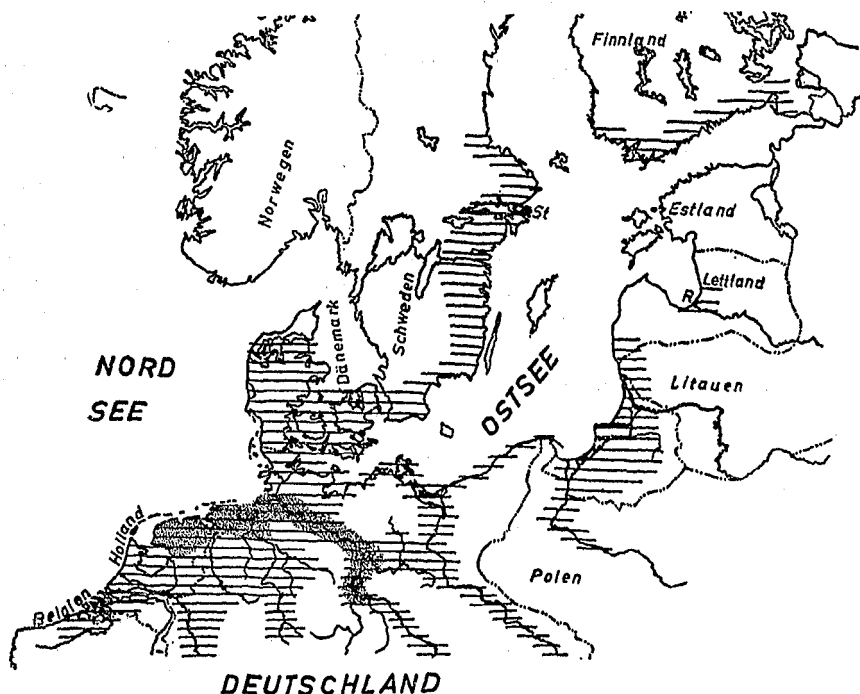 Finnland
Norwegen
St
Estland
Lettland
R
Schweden
Dänemark
NORD
SEE
OSTSEE
Litauen
Holland
Belgien
Polen
DEUTSCHLAND